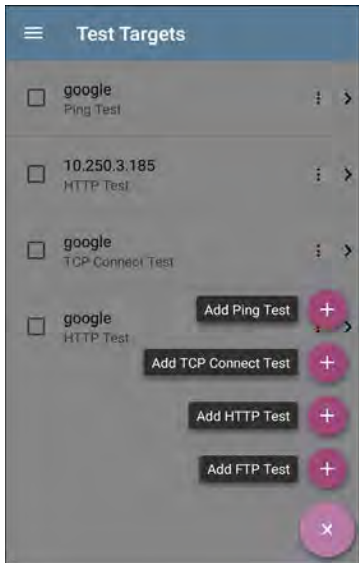 Test Targets
google
Ping Test
10.250.3.185
HTTP Test
google
TCP Connect Test
google
HTTP Test
Add Ping Test
Add TCP Connect Test
Add HTTP Test
Add FTP Test